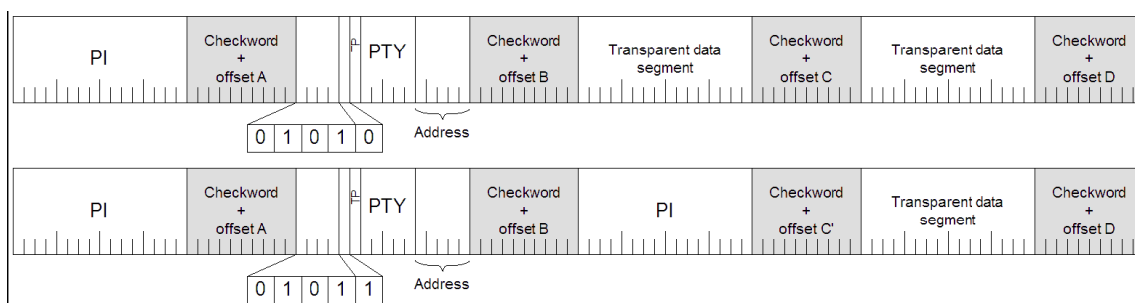 PI
Checkword
+
offset A
TP
PTY
Checkword
+
offset B
Transparent data
segment
Checkword
+
offset C
Transparent data
segment
Checkword
+
offset D
0 1 0 1 0
Address
PI
Checkword
+
offset A
TP
PTY
Checkword
+
offset B
PI
Checkword
+
offset C'
Transparent data
segment
Checkword
+
offset D
0 1 0 1 1
Address